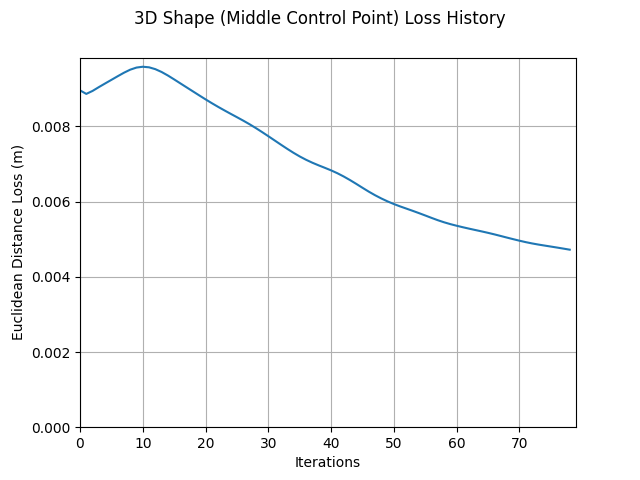 3D Shape (Middle Control Point) Loss History
Euclidean Distance Loss (m)
0.008
0.006
0.004
0.002
0.000
0 10 20 30 40 50 60 70
Iterations